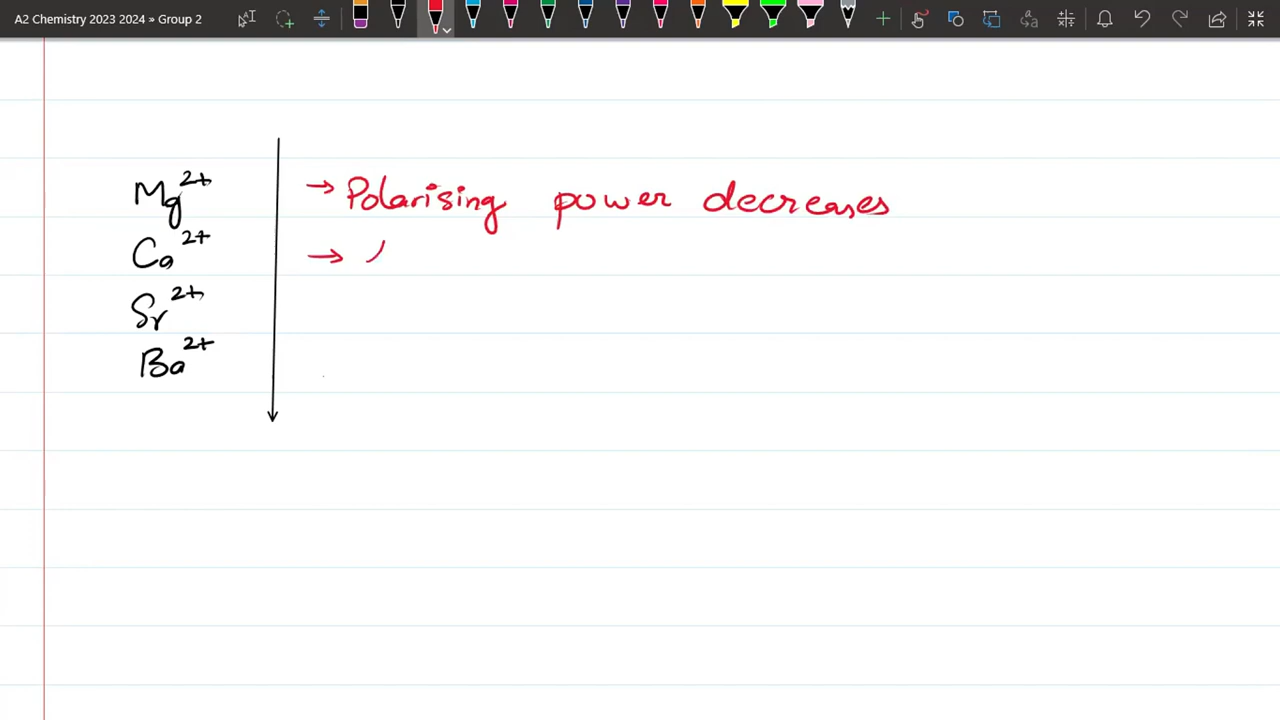 A2 Chemistry 2023 2024 » Group 2
Mg²⁺
→ Polarising power decreases
Ca²⁺
→
Sr²⁺
Ba²⁺